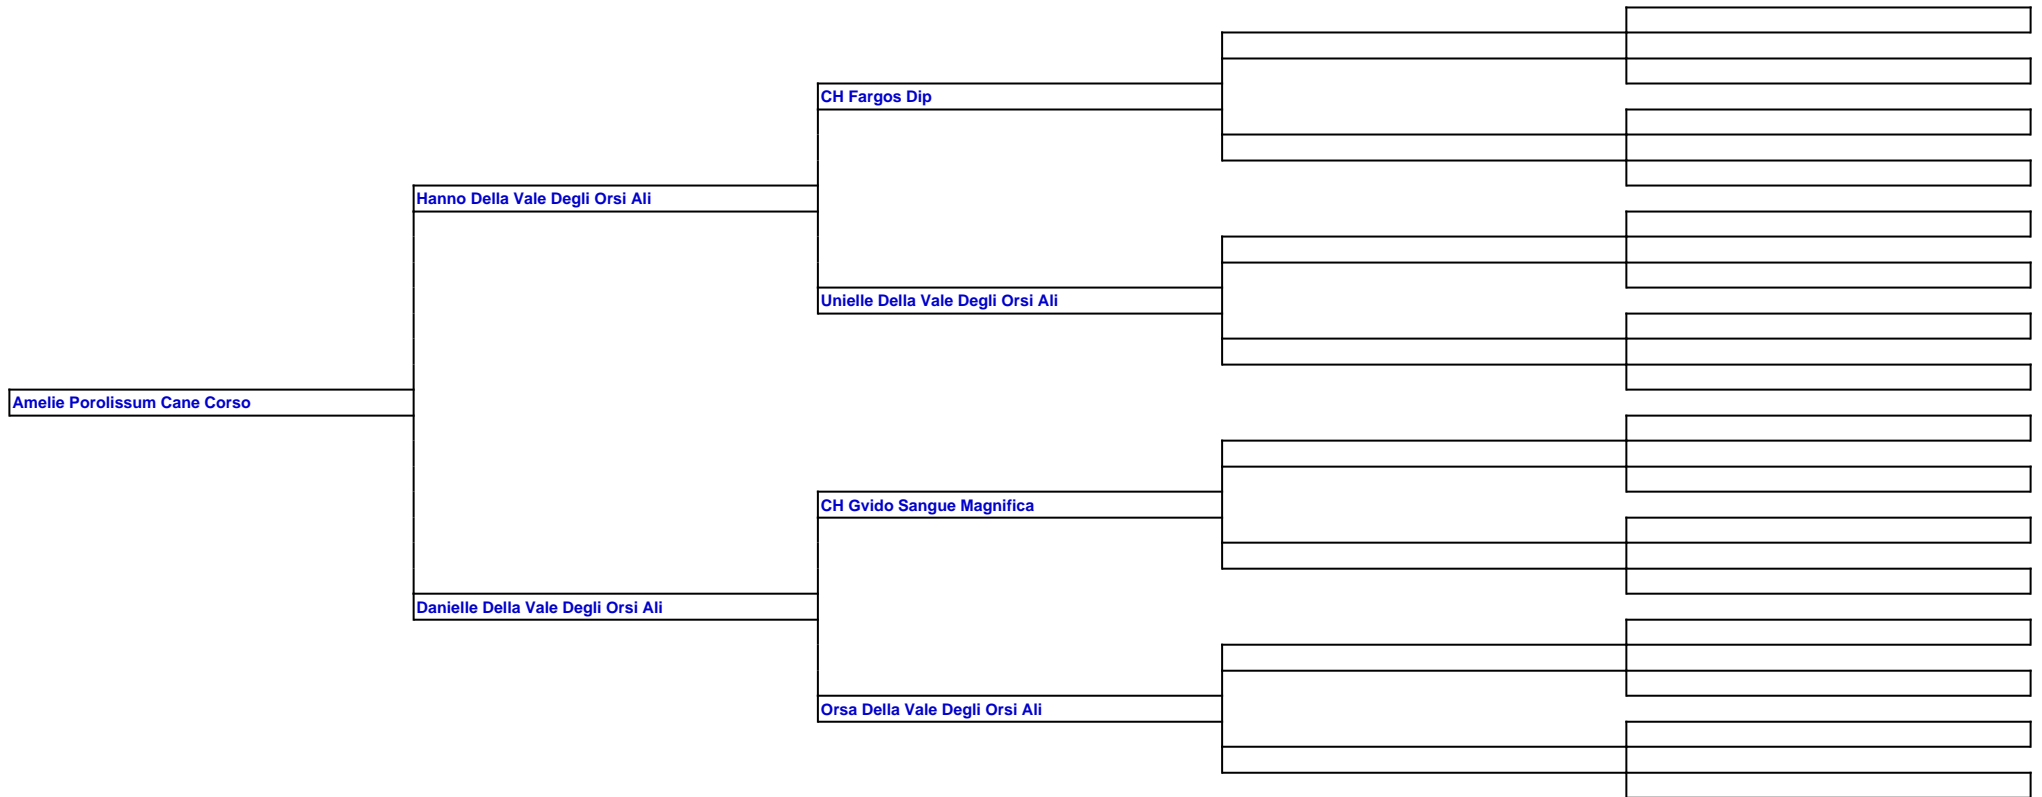 CH Fargos Dip
Hanno Della Vale Degli Orsi Ali
Unielle Della Vale Degli Orsi Ali
Amelie Porolissum Cane Corso
CH Gvido Sangue Magnifica
Danielle Della Vale Degli Orsi Ali
Orsa Della Vale Degli Orsi Ali